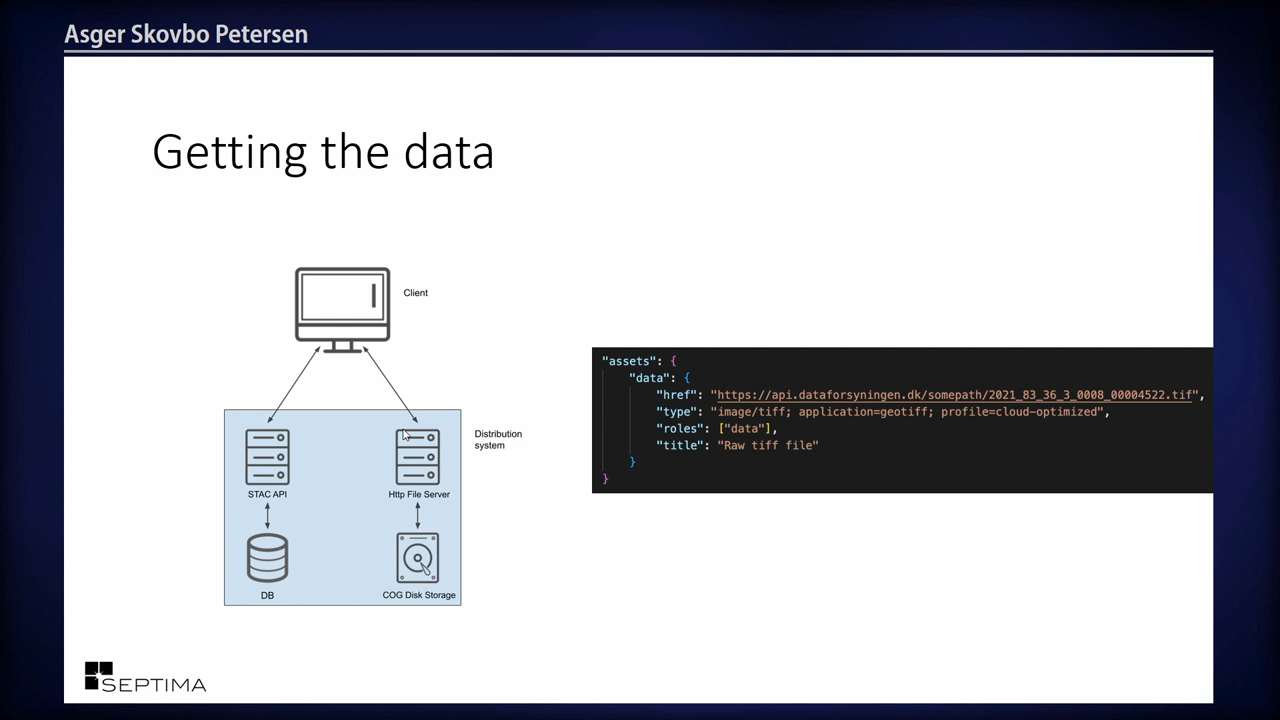 Asger Skovbo Petersen
Getting the data
Client
Distribution
system
STAC API
Http File Server
DB
COG Disk Storage
"assets": {
"data": {
"href": "https://api.dataforsyningen.dk/somepath/2021_83_36_3_0008_00004522.tif",
"type": "image/tiff; application=geotiff; profile=cloud-optimized",
"roles": ["data"],
"title": "Raw tiff file"
}
}
SEPTIMA